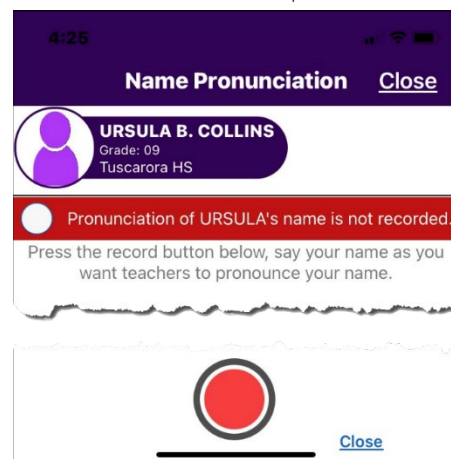 4:25
Name Pronunciation Close
URSULA B. COLLINS
Grade: 09
Tuscarora HS
Pronunciation of URSULA's name is not recorded.
Press the record button below, say your name as you
want teachers to pronounce your name.
Close